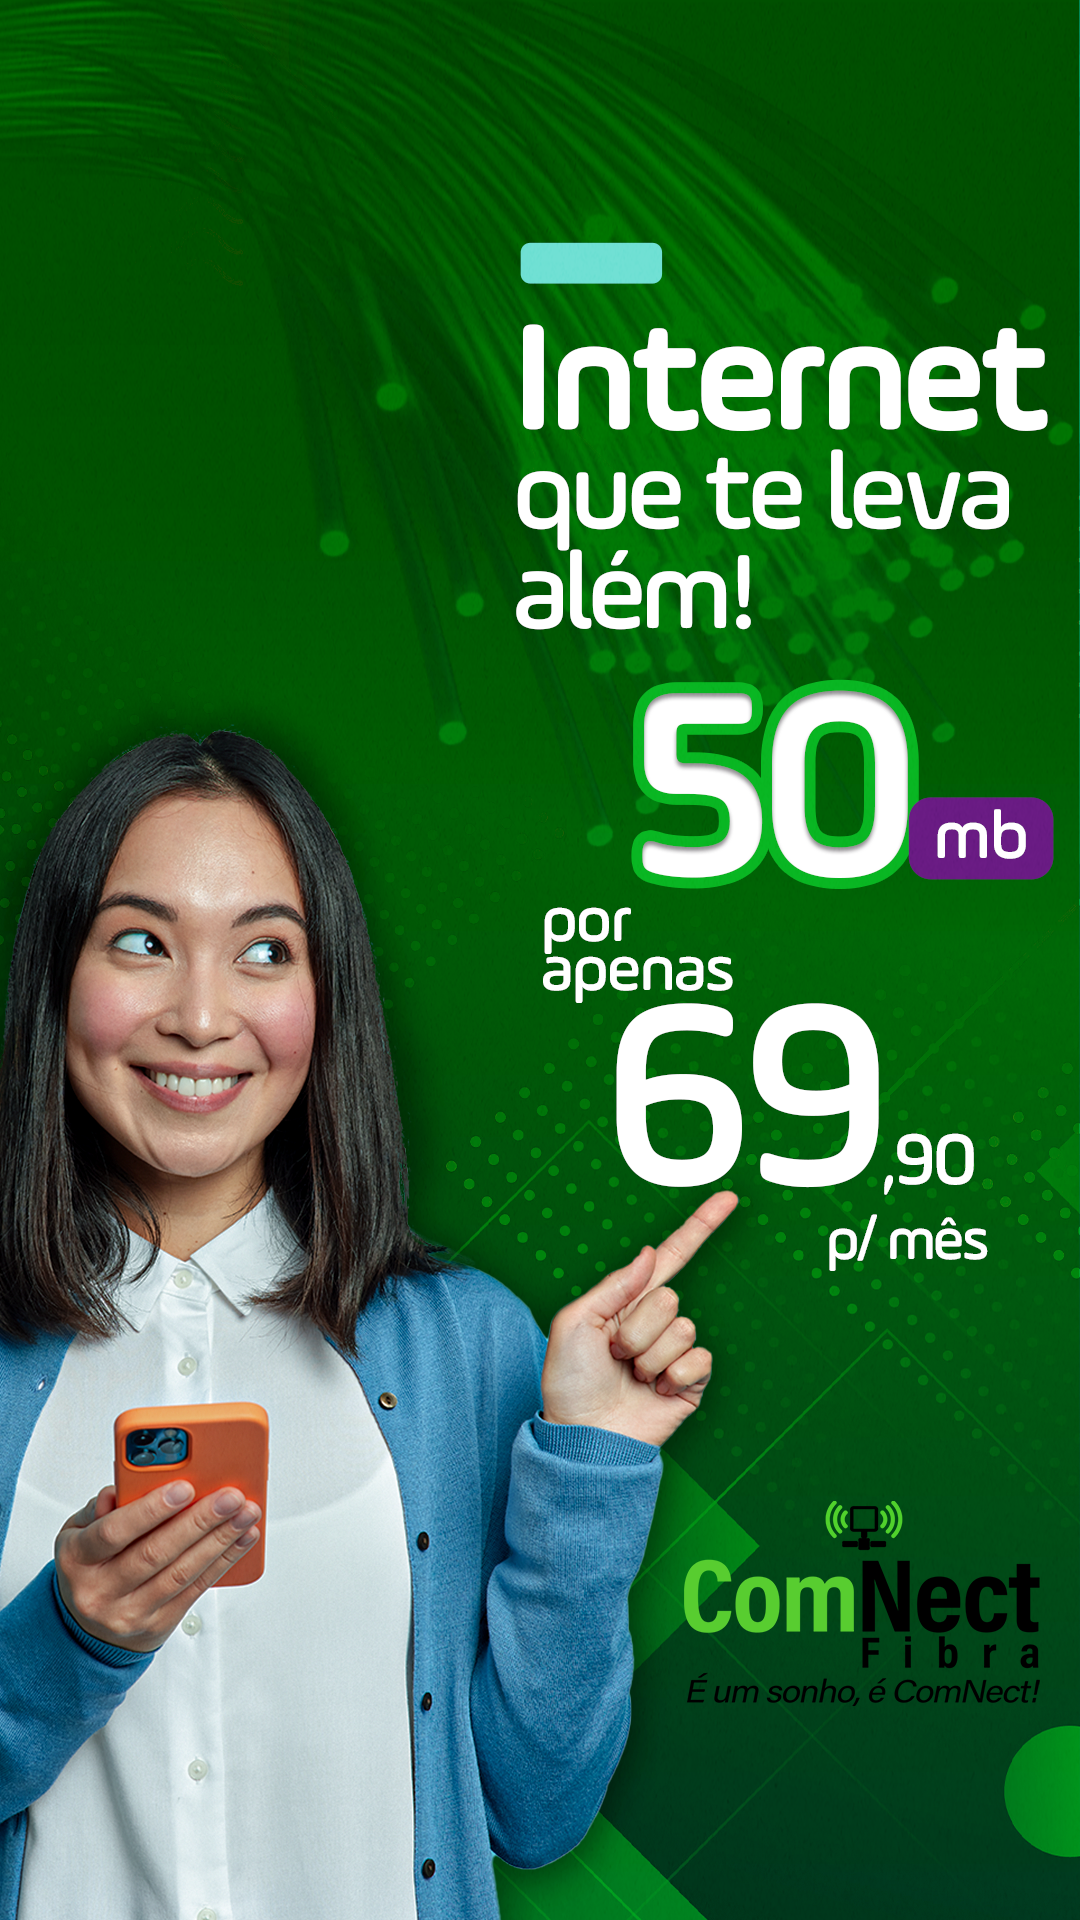 Internet
que te leva
além!
50 mb
por
apenas
69,90
p/ mês
ComNect
Fibra
É um sonho, é ComNect!